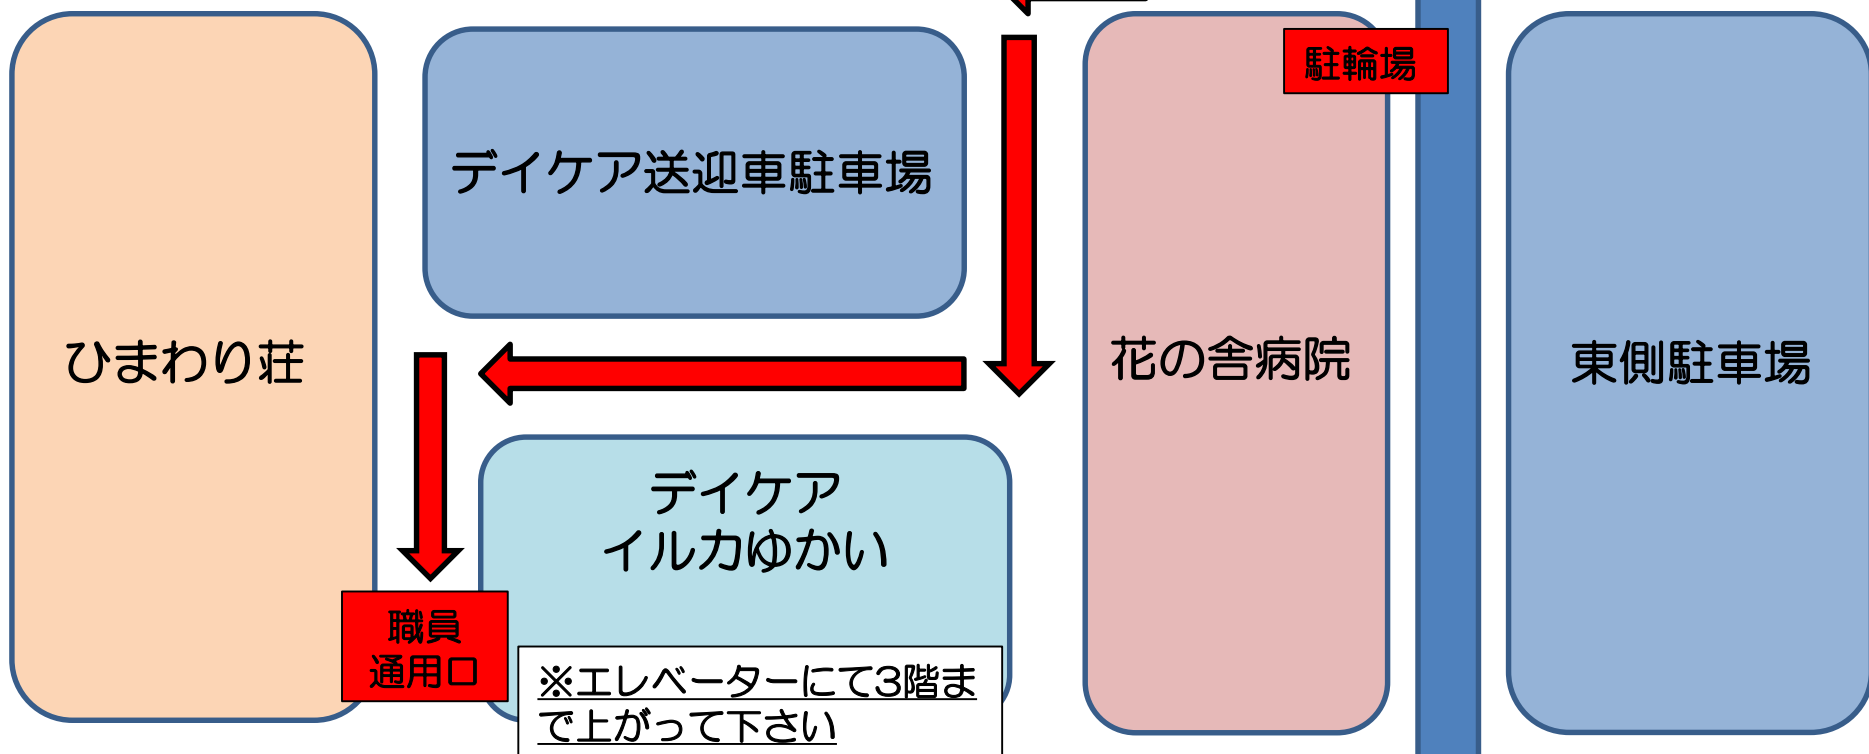 駐輪場
デイケア送迎車駐車場
ひまわり荘
花の舎病院
東側駐車場
デイケア
イルカゆかい
職員
通用口
※エレベーターにて3階ま
で上がって下さい